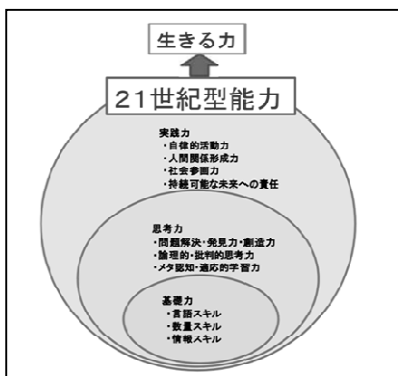 生きる力
21世紀型能力
実践力
・自律的活動力
・人間関係形成力
・社会参画力
・持続可能な未来への責任
思考力
・問題解決・発見力・創造力
・論理的・批判的思考力
・メタ認知・適応的学習力
基礎力
・言語スキル
・数量スキル
・情報スキル